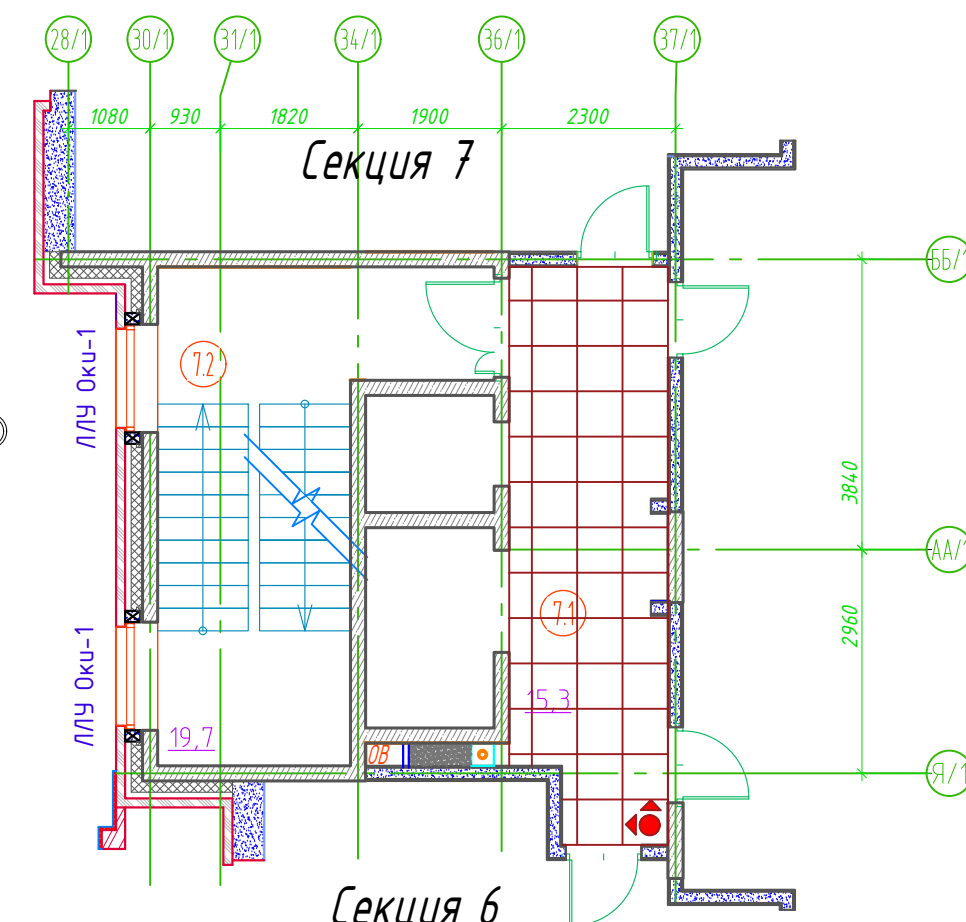 28/1 30/1 31/1 34/1 36/1 37/1
1080 930 1820 1900 2300
Секция 7
ББ/1
ЛЛУ Оки-1
7.2
3840
АА/1
7.1
2960
ЛЛУ Оки-1
15,3
19,7
ОВ
Я/1
Секция 6